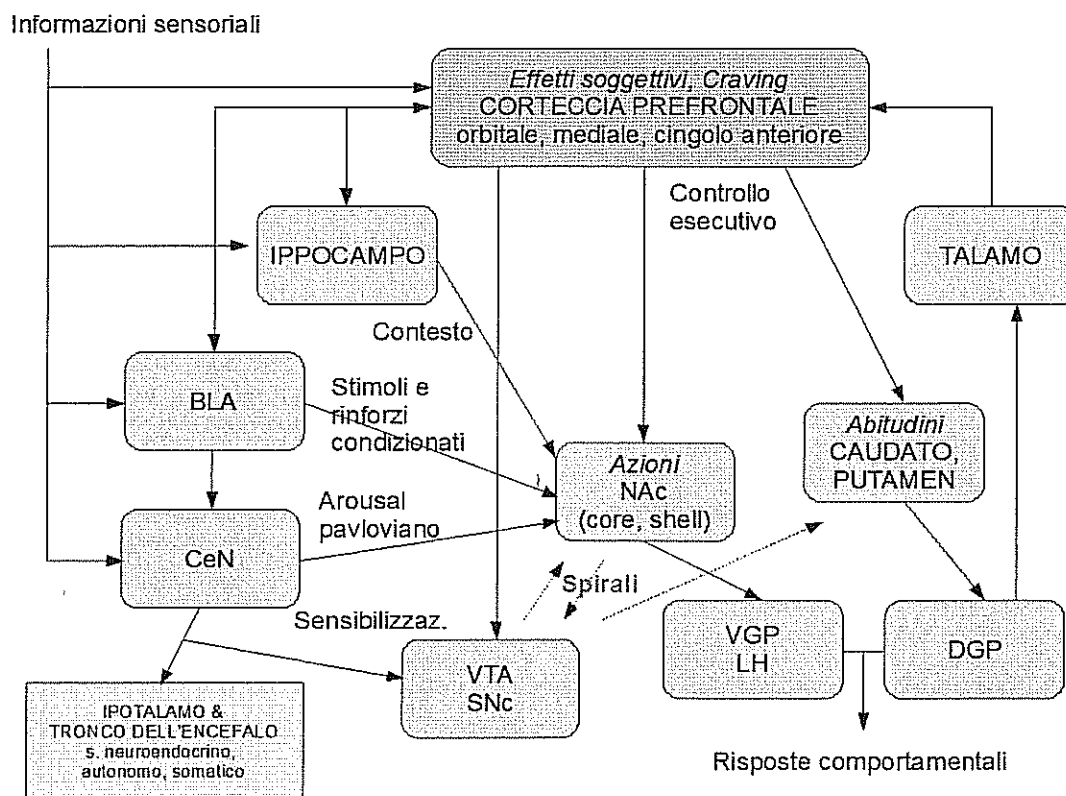 Informazioni sensoriali
Effetti soggettivi, Craving
CORTECCIA PREFRONTALE
orbitale, mediale, cingolo anteriore
Controllo
esecutivo
IPPOCAMPO
TALAMO
Contesto
BLA
Stimoli e
rinforzi
condizionati
Abitudini
CAUDATO,
PUTAMEN
Azioni
NAc
(core, shell)
Arousal
pavloviano
CeN
Spirali
Sensibilizzaz.
VTA
SNc
VGP
LH
DGP
IPOTALAMO &
TRONCO DELL'ENCEFALO
s. neuroendocrino,
autonomo, somatico
Risposte comportamentali